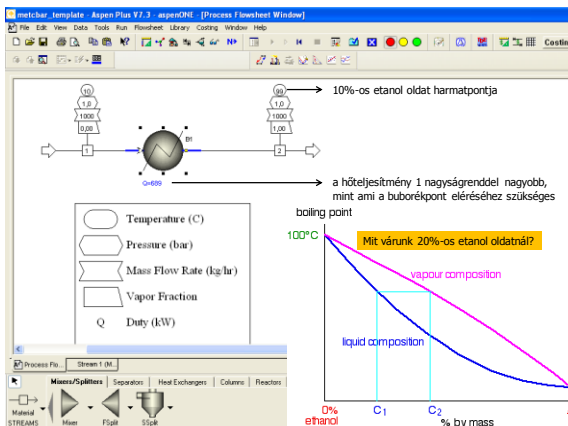 metcbar_template - Aspen Plus V7.3 - aspenONE - [Process Flowsheet Window]
File Edit View Data Tools Run Flowsheet Library Costing Window Help
Costin
10
1,0
1000
0,00
1
B1
Q=689
99
1,0
1000
1,00
2
10%-os etanol oldat harmatpontja
a hőteljesítmény 1 nagyságrenddel nagyobb,
mint ami a buborékpont eléréséhez szükséges
Temperature (C)
Pressure (bar)
Mass Flow Rate (kg/hr)
Vapor Fraction
Q Duty (kW)
boiling point
100°C
Mit várunk 20%-os etanol oldatnál?
vapour composition
liquid composition
0%
ethanol
C1
C2
% by mass
Process Flo...
Stream 1 (M...
Mixers/Splitters Separators Heat Exchangers Columns Reactors
Material
STREAMS
Mixer
FSplit
SSplit